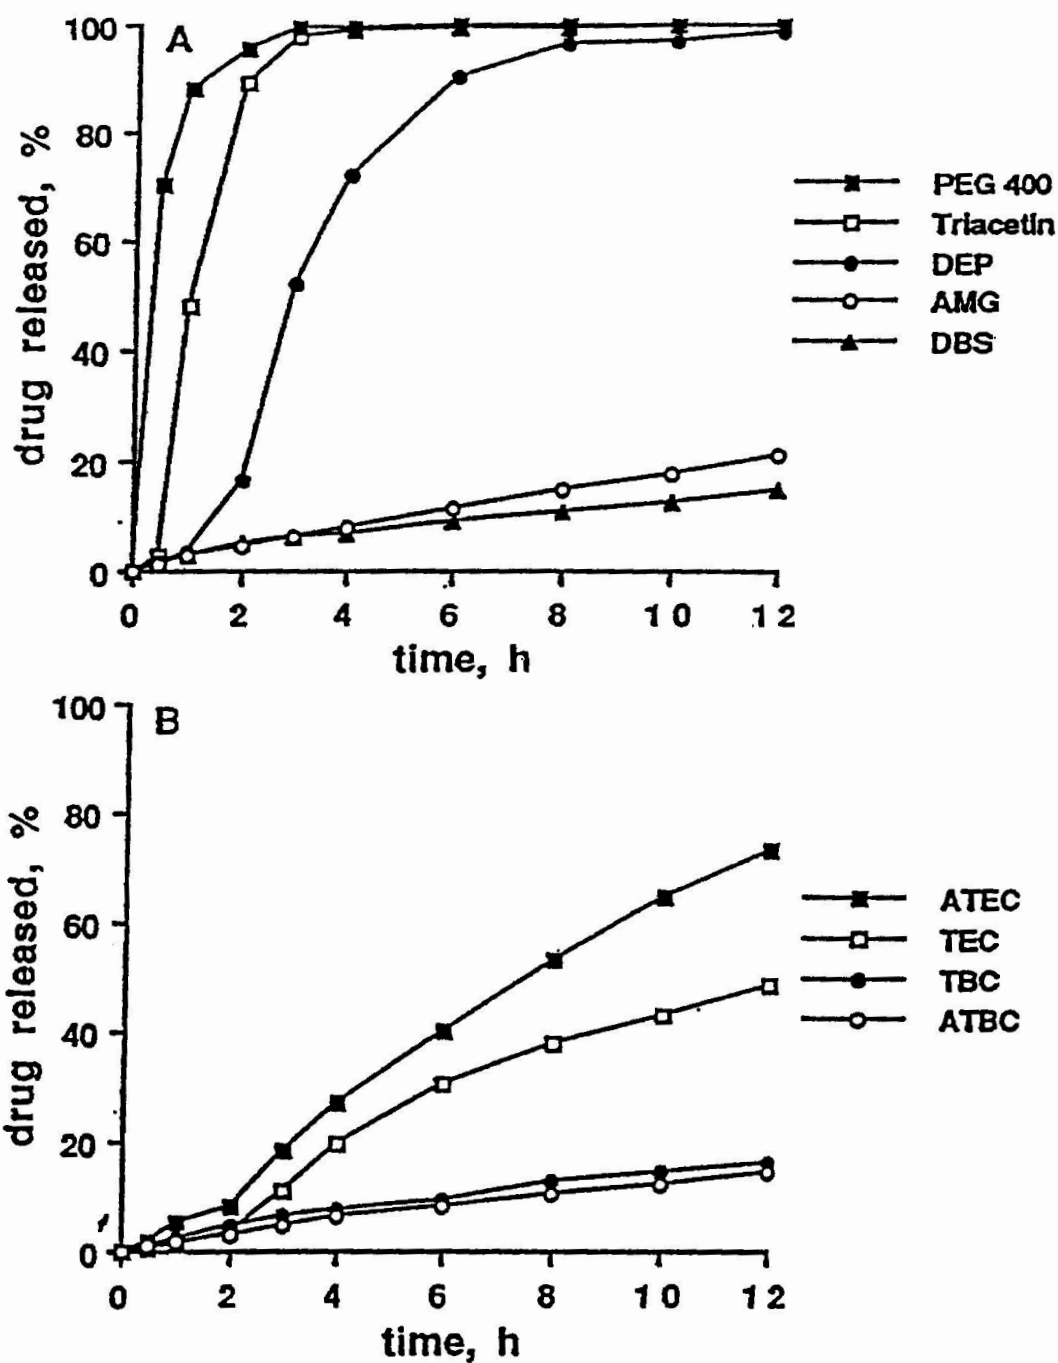 A
100
80
60
40
20
0
drug released, %
0 2 4 6 8 10 12
time, h
PEG 400
Triacetin
DEP
AMG
DBS
B
100
80
60
40
20
0
drug released, %
0 2 4 6 8 10 12
time, h
ATEC
TEC
TBC
ATBC